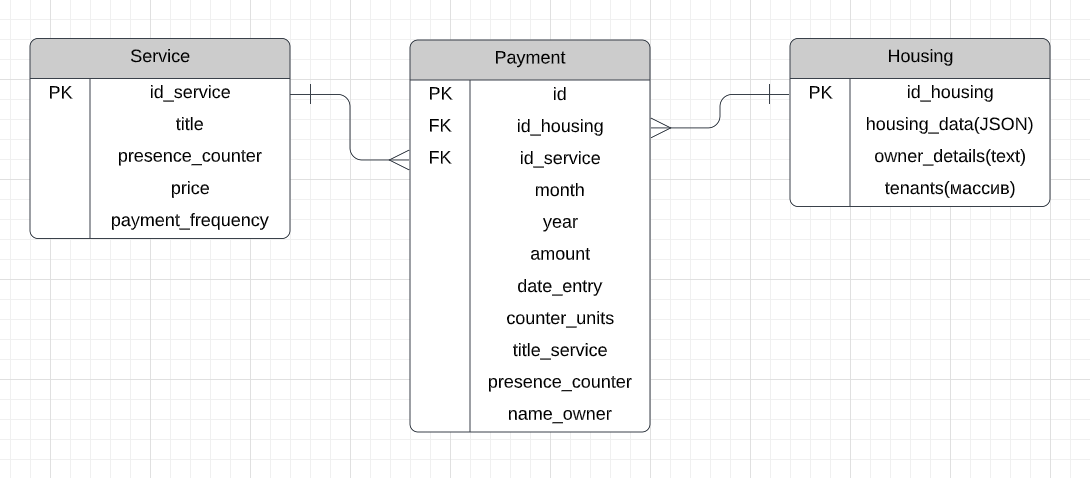 Service
PK id_service
title
presence_counter
price
payment_frequency
Payment
PK id
FK id_housing
FK id_service
month
year
amount
date_entry
counter_units
title_service
presence_counter
name_owner
Housing
PK id_housing
housing_data(JSON)
owner_details(text)
tenants(массив)